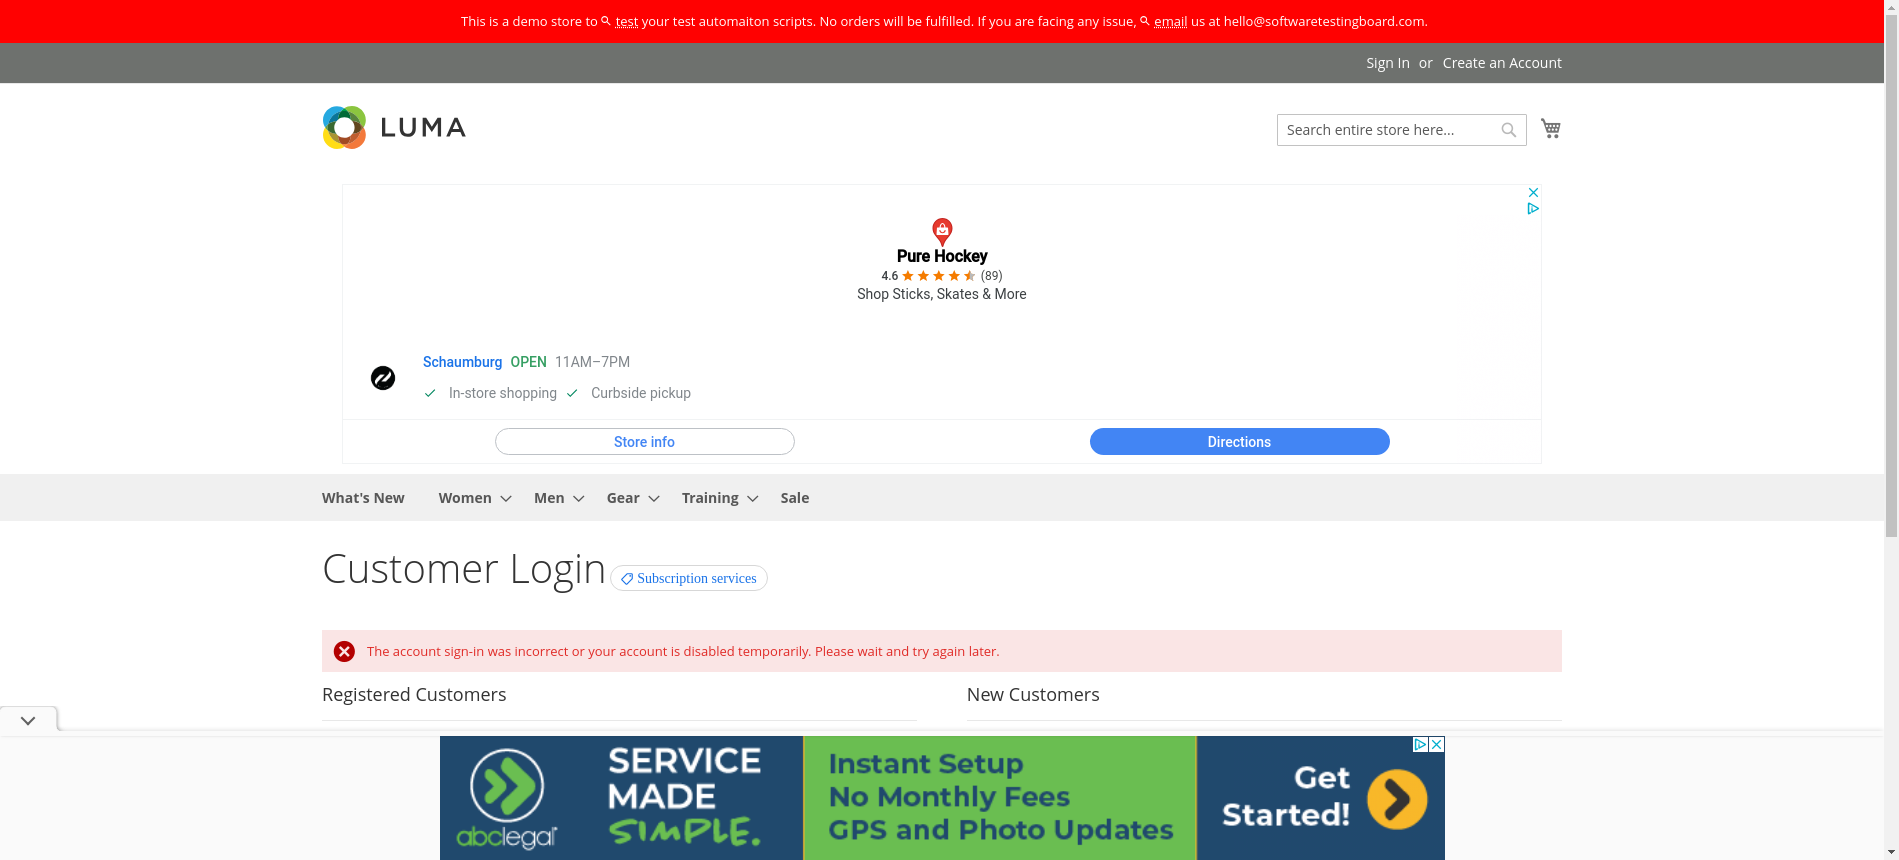 This is a demo store to test your test automaiton scripts. No orders will be fulfilled. If you are facing any issue, email us at hello@softwaretestingboard.com.
Sign In or Create an Account
LUMA
Search entire store here...
Pure Hockey
4.6 (89)
Shop Sticks, Skates & More
Schaumburg OPEN 11AM–7PM
In-store shopping Curbside pickup
Store info Directions
What's New Women Men Gear Training Sale
Customer Login Subscription services
The account sign-in was incorrect or your account is disabled temporarily. Please wait and try again later.
Registered Customers New Customers
abclegal
SERVICE
MADE
SIMPLE.
Instant Setup
No Monthly Fees
GPS and Photo Updates
Get
Started!